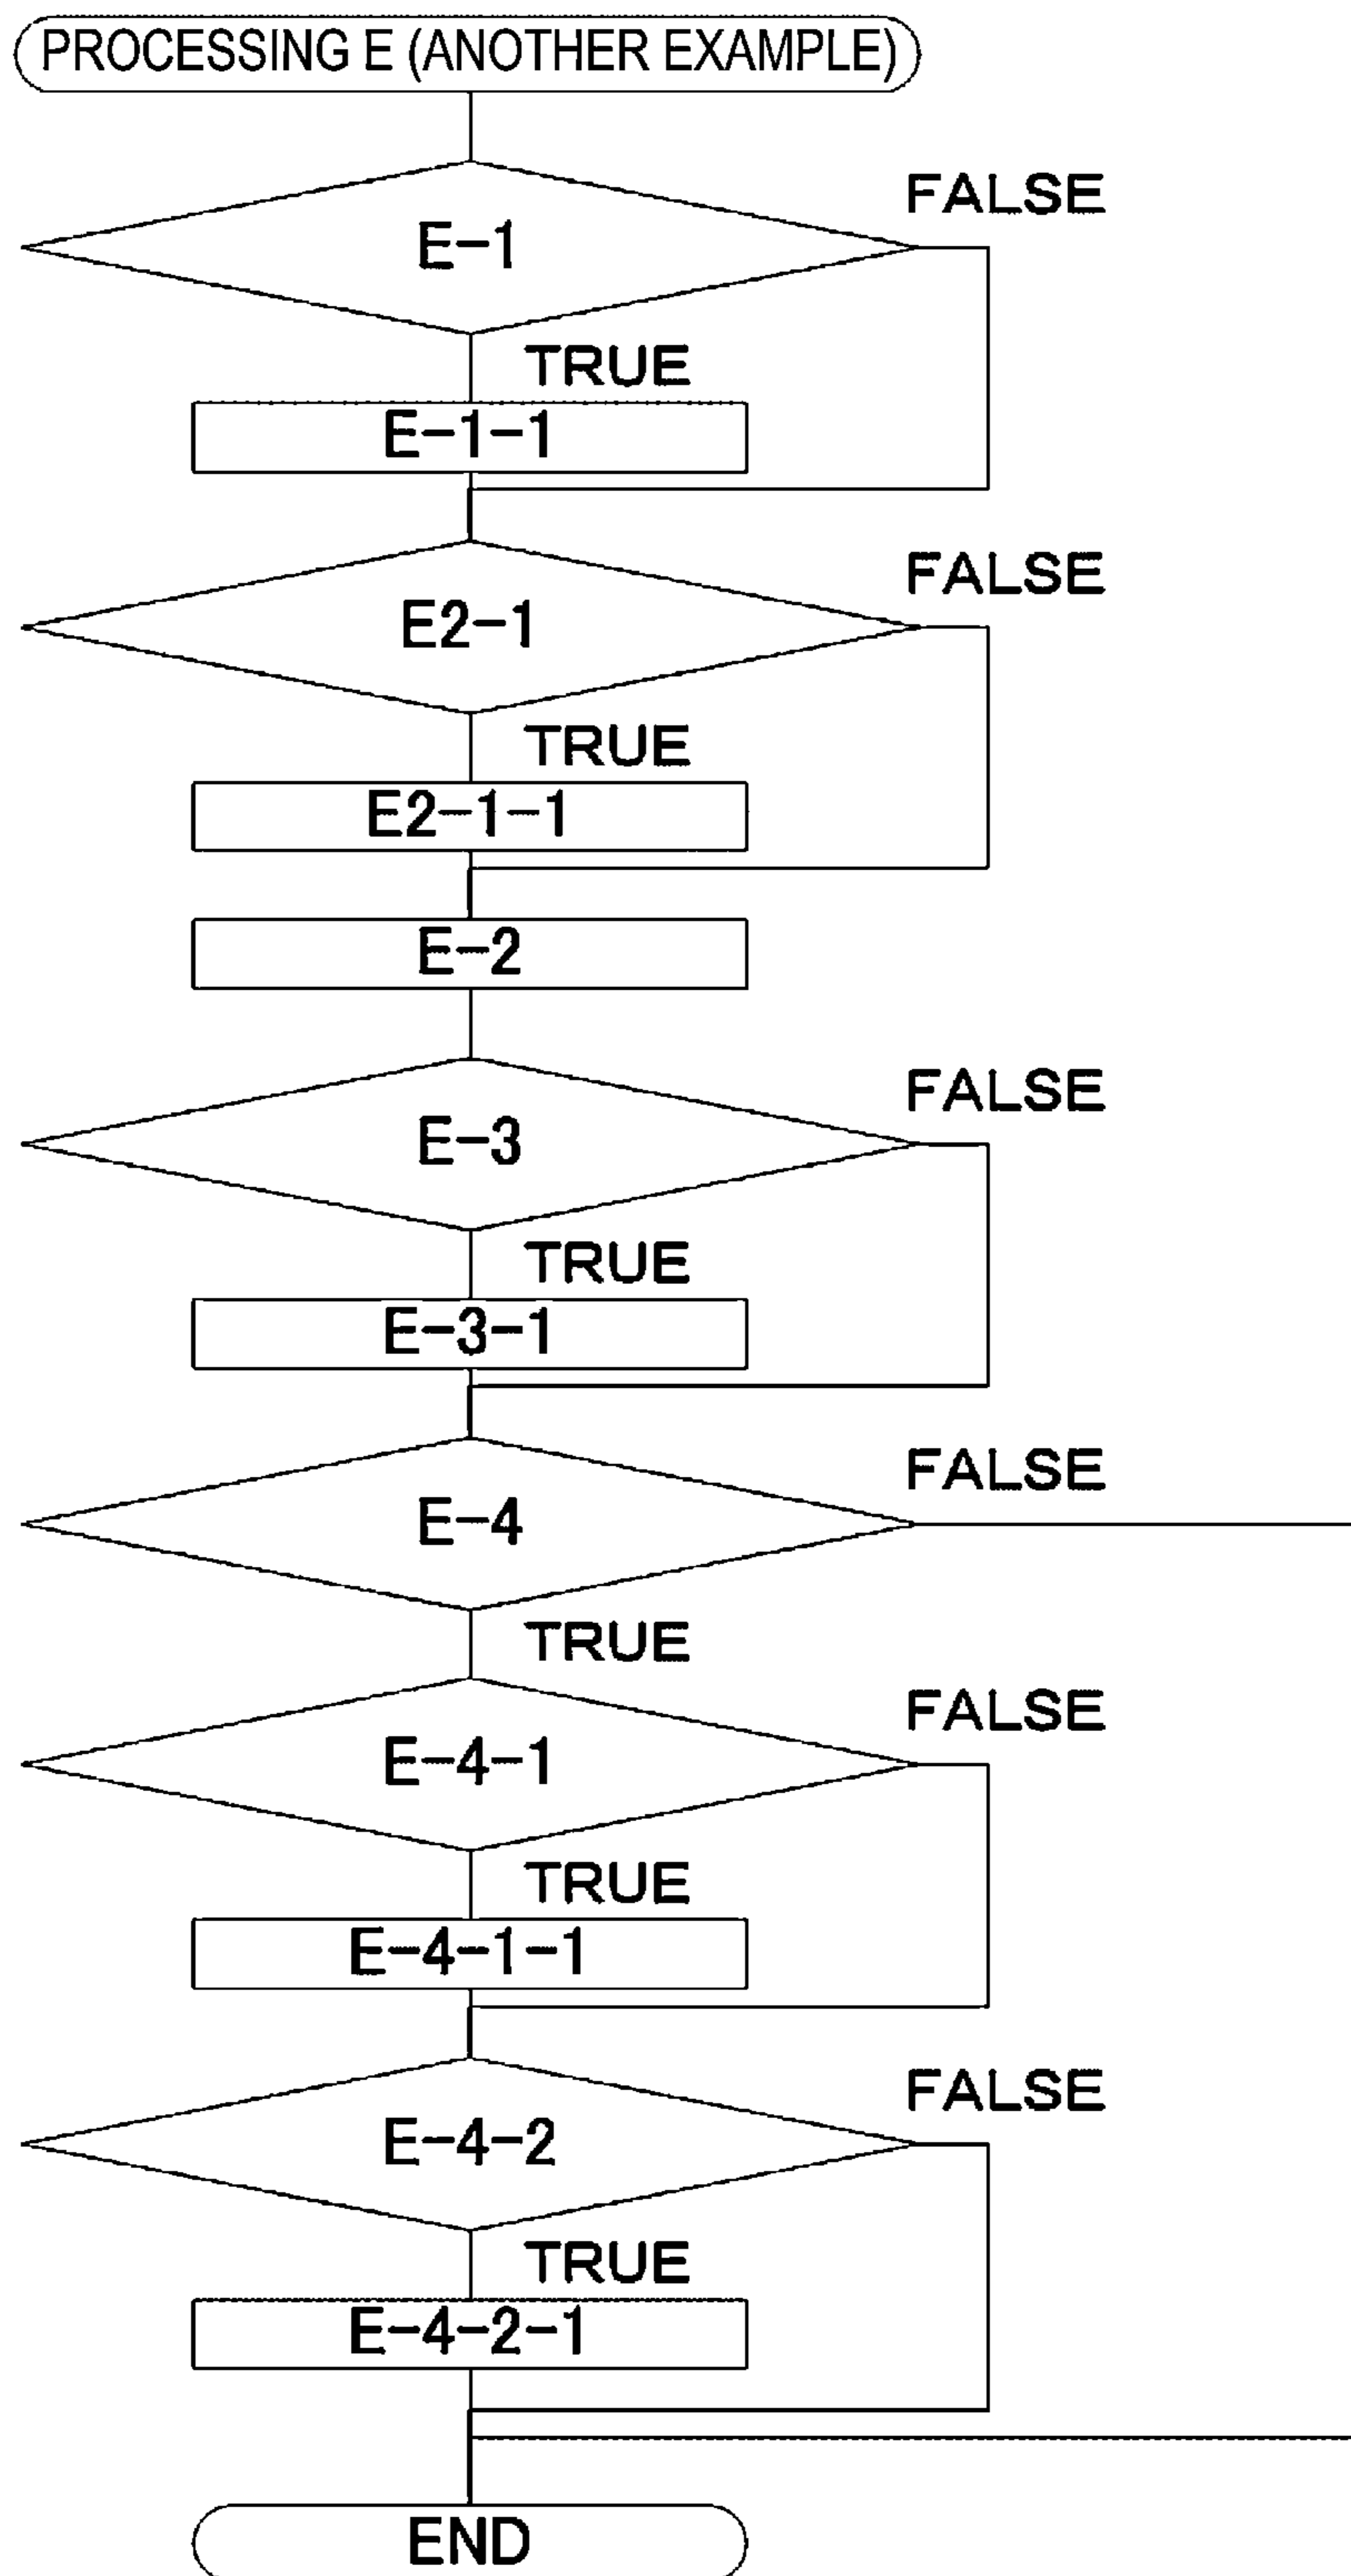 PROCESSING E (ANOTHER EXAMPLE)
FALSE
E-1
TRUE
E-1-1
FALSE
E2-1
TRUE
E2-1-1
E-2
FALSE
E-3
TRUE
E-3-1
FALSE
E-4
TRUE
FALSE
E-4-1
TRUE
E-4-1-1
FALSE
E-4-2
TRUE
E-4-2-1
END